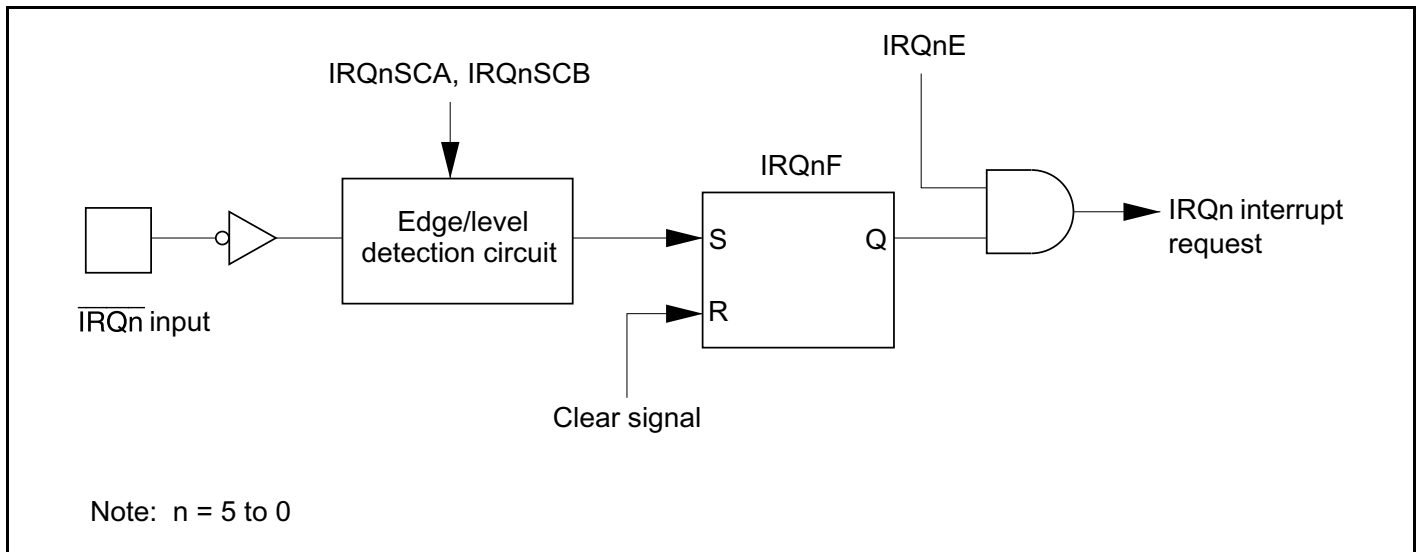 IRQnE
IRQnSCA, IRQnSCB
IRQnF
Edge/level
detection circuit
S
Q
R
IRQn interrupt
request
IRQn input
Clear signal
Note: n = 5 to 0